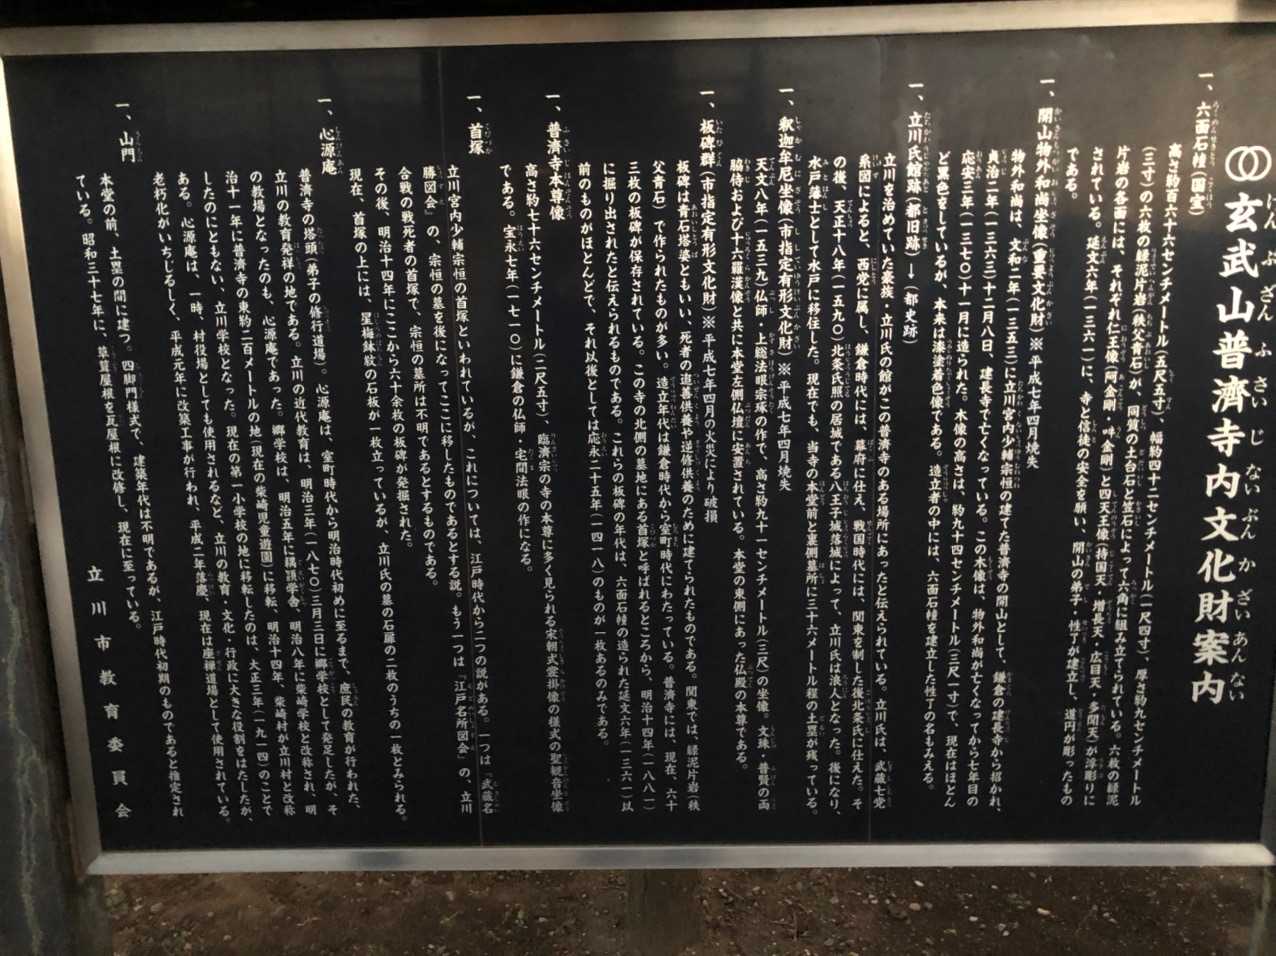 玄武山普濟寺内文化財案内
げんぶざんふさいじないぶんかざいあんない
一、六面石幢（国宝）
高さ約百六十六センチメートル（五尺五寸）、幅約四十二センチメートル（一尺四寸）、厚さ約九センチメートル
（三寸）の六枚の緑泥片岩（秩父青石）が、同質の土台石と笠石によって六角に組み立てられている。六枚の緑泥
片岩の各面には、それぞれ仁王像（阿金剛・吽金剛）と四天王像（持国天・増長天・広目天・多聞天）が浮彫りに
されている。延文六年（一三六一）に、寺と信徒の安全を願い、開山の弟子 性了が建立し、道円が彫ったもの
である。
一、開山物外和尚坐像（重要文化財）※平成七年四月焼失
物外和尚は、文和二年（一三五三）に立川宮内少輔宗恒の建てた普濟寺の開山として、鎌倉の建長寺から招かれ、
貞治二年（一三六三）十二月八日、建長寺で亡くなっている。この木像は、物外和尚が亡くなってから七年目の
応安三年（一三七〇）十一月に造られた。木像の高さは、約九十四センチメートル（三尺一寸）で、現在はほとん
ど黒色をしているが、本来は漆塗着色像である。造立者の中には、六面石幢を建立した性了の名もみえる。
一、立川氏館跡（都旧跡）→（都史跡）
立川を治めていた豪族、立川氏の館がこの普濟寺のある場所にあったと伝えられている。立川氏は、武蔵七党
系図によると、西党に属し、鎌倉時代には、幕府に仕え、戦国時代には、関東を制した後北条氏に仕えた。そ
の後、天正十八年（一五九〇）北条氏照の居城である八王子城落城によって、立川氏は浪人となった。後になり、
水戸藩士として水戸に移住した。現在でも、当寺の本堂前と裏側墓所に三十六メートル程の土塁が残っている。
一、釈迦牟尼坐像（市指定有形文化財）※平成七年四月焼失
天文八年（一五三九）仏師・上総法眼宗琢の作で、高さ約九十一センチメートル（三尺）の坐像。文殊・普賢の両
脇侍および十六羅漢像と共に本堂左側仏壇に安置されている。本堂の東側にあった仏殿の本尊である。
一、板碑群（市指定有形文化財）※平成七年四月の火災により破損
板碑は青石塔婆ともいい、死者の追善供養や逆修供養のために建てられたものである。関東では、緑泥片岩（秩
父青石）で作られたものが多い。造立年代は鎌倉時代から室町時代にわたっている。普濟寺には、現在、六十
三枚の板碑が保存されている。この寺の北側の墓地にある首塚と呼ばれるところから、明治十四年（一八八一）
に掘り出されたと伝えられるものである。これらの板碑の年代は、六面石幢の造られた延文六年（一三六一）以
前のものがほとんどで、それ以後としては応永二十五年（一四一八）のものが一枚あるのみである。
一、普濟寺本尊像
高さ約七十六センチメートル（二尺五寸）、臨濟宗の寺の本尊に多く見られる宋朝式霊掛像の様式の聖観音坐像
である。宝永七年（一七一〇）に鎌倉の仏師・宅間法眼の作になる。
一、首塚
立川宮内少輔宗恒の首塚といわれているが、これについては、江戸時代から二つの説がある。一つは『武蔵名
勝図会』の、宗恒の墓を後になってここに移したものであるとする説。もう一つは『江戸名所図会』の、立川
合戦の戦死者の首塚で、宗恒の墓所は不明であるとするものである。
その後、明治十四年にここから六十余枚の板碑が発掘された。
現在、首塚の上には、星梅鉢紋の石板が一枚立っているが、立川氏の墓の石扉の二枚のうちの一枚とみられる。
一、心源庵
普濟寺の塔頭（弟子の修行道場）。心源庵は、室町時代から明治時代初めに至るまで、庶民の教育が行われた、
立川の教育発祥の地である。立川の近代教育は、明治三年（一八七〇）三月二日に郷学校として発足したが、そ
の教場となったのも、心源庵であった。郷学校は、明治五年に講讃学舎、明治八年に柴崎学校と改称され、明
治十一年に普濟寺の東約二百メートルの地（現在の柴崎児童遊園）に移転、明治十四年、柴崎村が立川村と改称
したのにともない、立川学校となった。現在の第一小学校の地に移転したのは、大正三年（一九一四）のことで
ある。心源庵は、一時、村役場としても使用されるなど、立川の教育・文化・行政に大きな役割をはたしたが、
老朽化がいちじるしく、平成元年に改築工事が行われ、平成二年落慶、現在は座禅道場として使用されている。
一、山門
本堂の前、土塁の間に建つ。四脚門様式で、建築年代は不明であるが、江戸時代初期のものであると推定され
ている。昭和三十七年に、草葺屋根を瓦屋根に改修し、現在に至っている。
立川市教育委員会